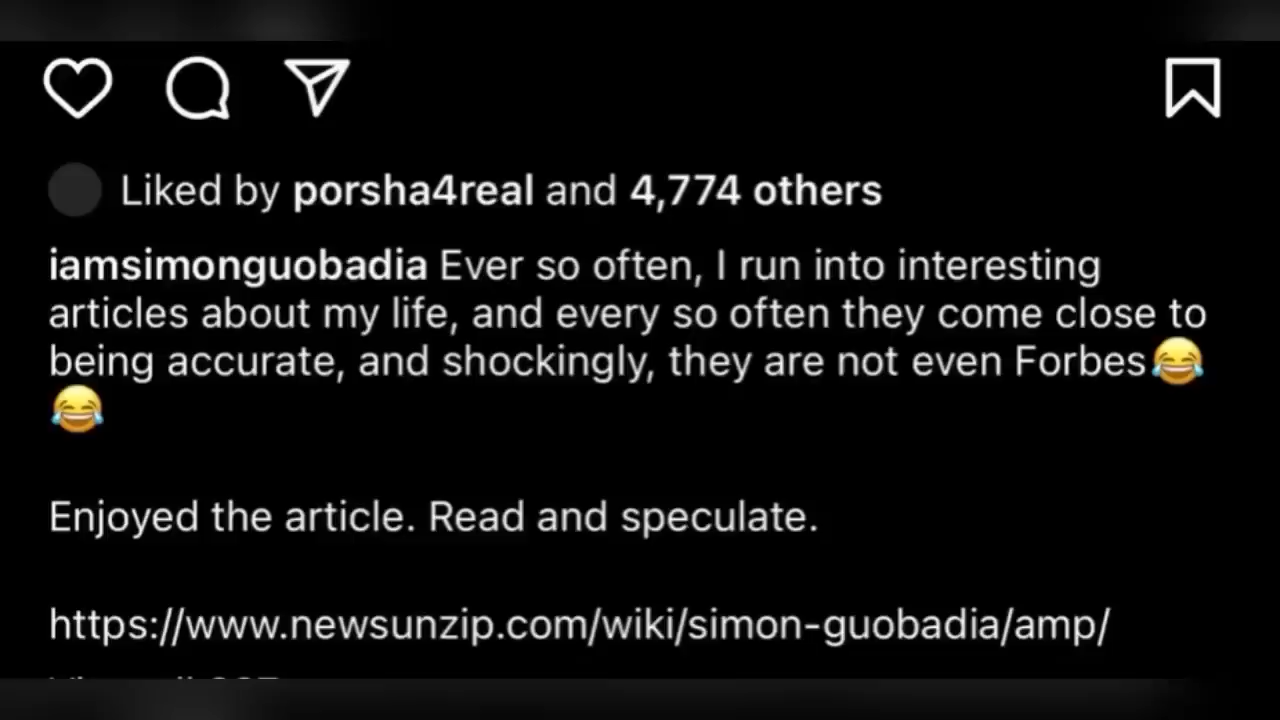 Liked by porsha4real and 4,774 others
iamsimonguobadia Ever so often, I run into interesting
articles about my life, and every so often they come close to
being accurate, and shockingly, they are not even Forbes😂
😂
Enjoyed the article. Read and speculate.
https://www.newsunzip.com/wiki/simon-guobadia/amp/